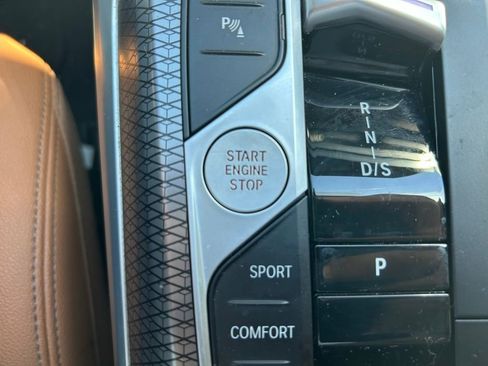 P
START
ENGINE
STOP
R
N
D/S
SPORT
P
COMFORT